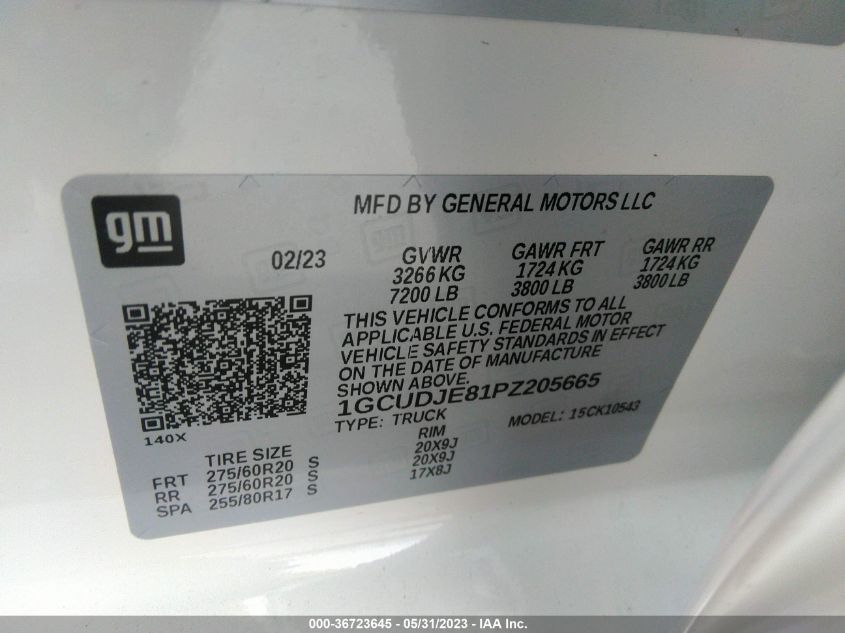 gm
MFD BY GENERAL MOTORS LLC
02/23
GVWR GAWR FRT GAWR RR
3266 KG 1724 KG 1724 KG
7200 LB 3800 LB 3800 LB
THIS VEHICLE CONFORMS TO ALL
APPLICABLE U.S. FEDERAL MOTOR
VEHICLE SAFETY STANDARDS IN EFFECT
ON THE DATE OF MANUFACTURE
SHOWN ABOVE.
1GCUDJE81PZ205665
TYPE: TRUCK MODEL: 15CK10543
140X
TIRE SIZE RIM
FRT 275/60R20 S 20X9J
RR 275/60R20 S 20X9J
SPA 255/80R17 S 17X8J
000-36723645 - 05/31/2023 - IAA Inc.